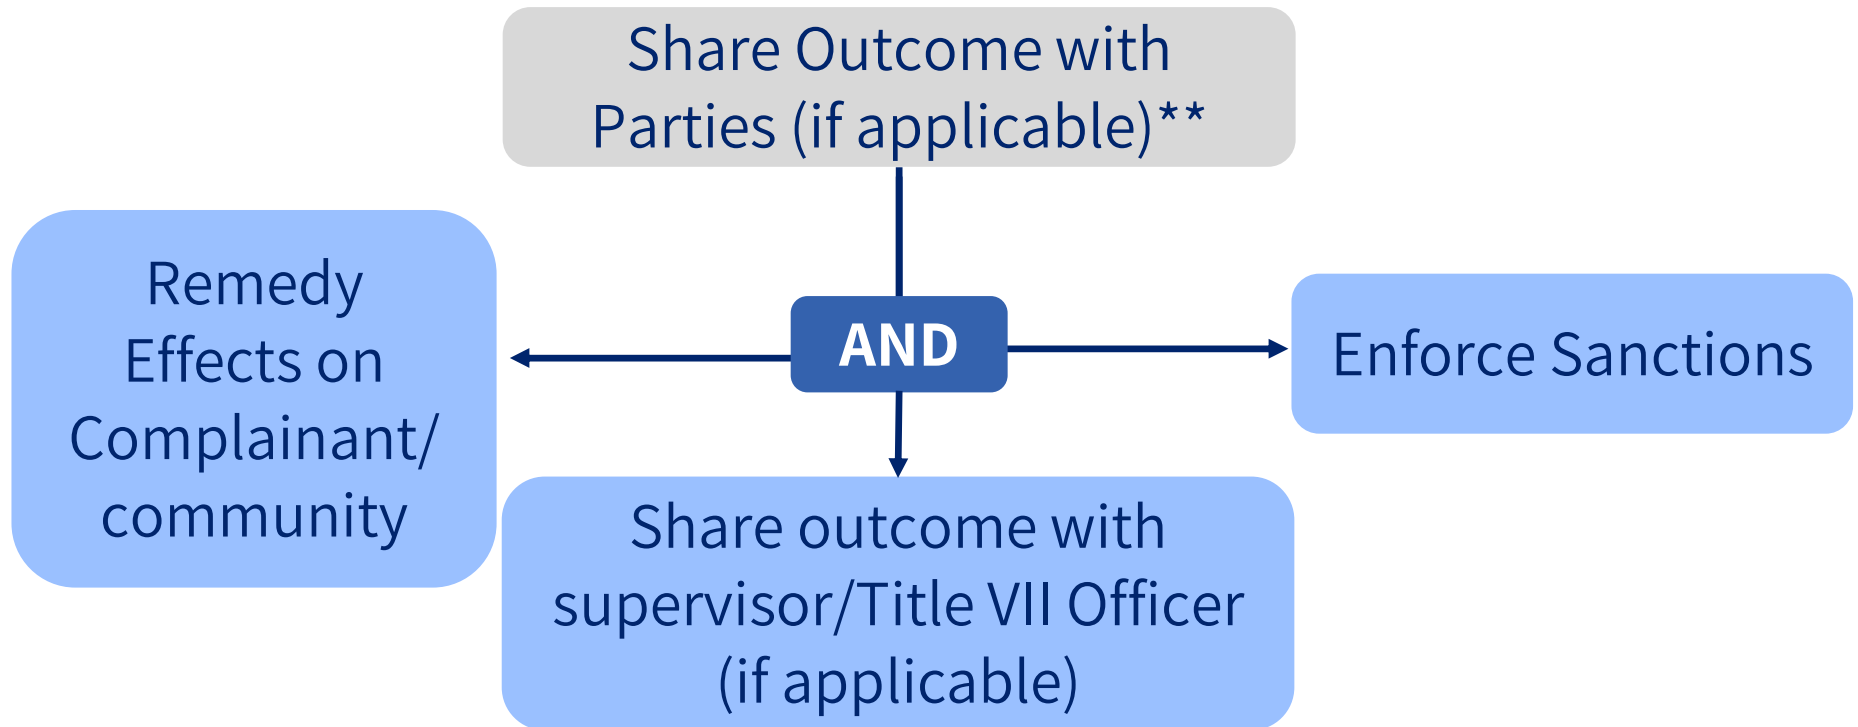 Share Outcome with
Parties (if applicable)**
Remedy
Effects on
Complainant/
community
AND
Enforce Sanctions
Share outcome with
supervisor/Title VII Officer
(if applicable)